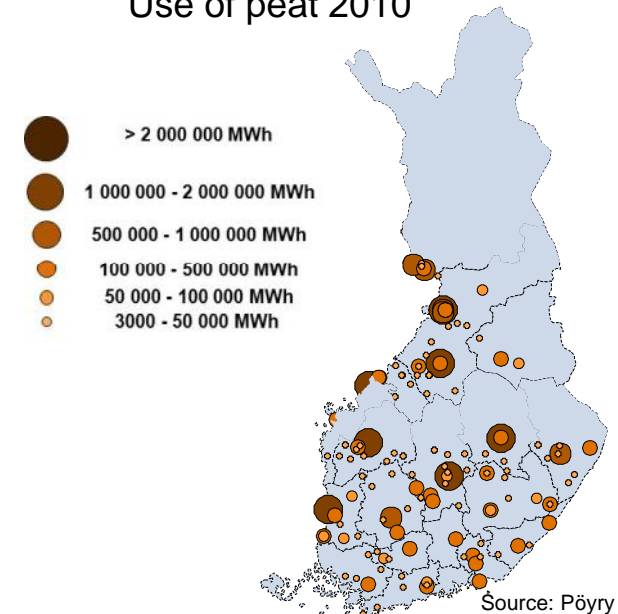 Use of peat 2010
> 2 000 000 MWh
1 000 000 - 2 000 000 MWh
500 000 - 1 000 000 MWh
100 000 - 500 000 MWh
50 000 - 100 000 MWh
3000 - 50 000 MWh
Source: Pöyry